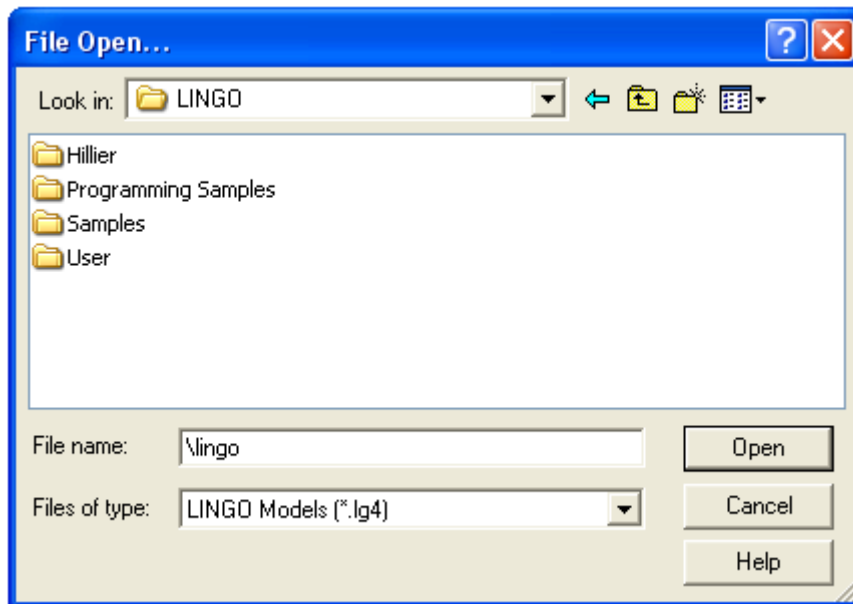 File Open...
Look in: LINGO
Hillier
Programming Samples
Samples
User
File name: \lingo Open
Files of type: LINGO Models (*.lg4) Cancel
Help